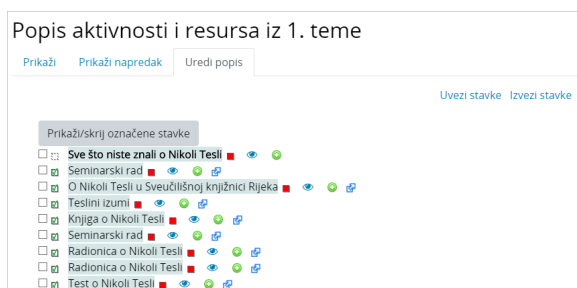 Popis aktivnosti i resursa iz 1. teme
Prikaži Prikaži napredak Uredi popis
Uvezi stavke Izvezi stavke
Prikaži/skrij označene stavke
Sve što niste znali o Nikoli Tesli
Seminarski rad
O Nikoli Tesli u Sveučilišnoj knjižnici Rijeka
Teslini izumi
Knjiga o Nikoli Tesli
Seminarski rad
Radionica o Nikoli Tesli
Radionica o Nikoli Tesli
Test o Nikoli Tesli